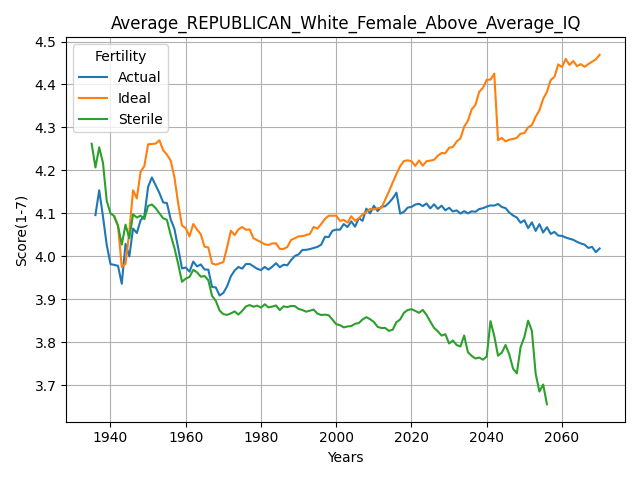 Average_REPUBLICAN_White_Female_Above_Average_IQ
Fertility
Actual
Ideal
Sterile
Score(1-7)
4.5
4.4
4.3
4.2
4.1
4.0
3.9
3.8
3.7
1940 1960 1980 2000 2020 2040 2060
Years